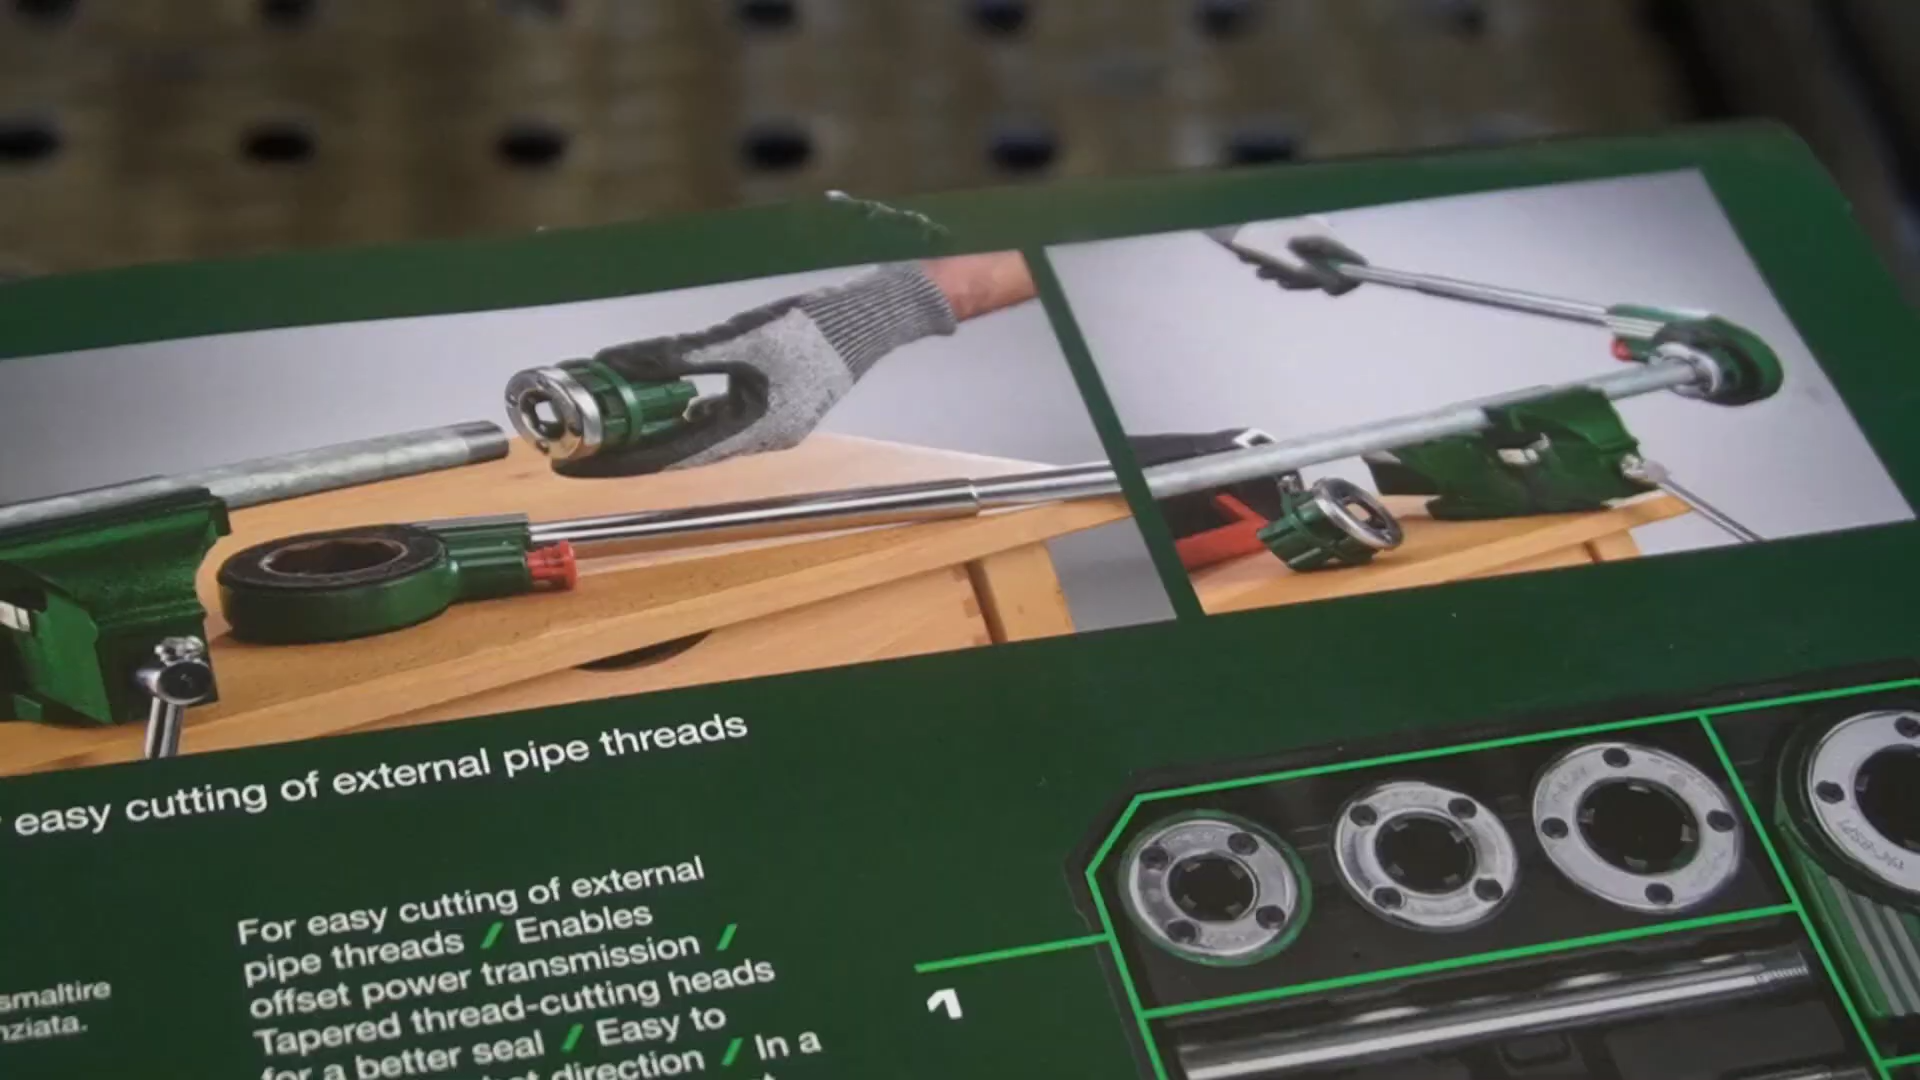 easy cutting of external pipe threads
For easy cutting of external
pipe threads / Enables
offset power transmission /
Tapered thread-cutting heads
for a better seal / Easy to
direction / In a
smaltire
1